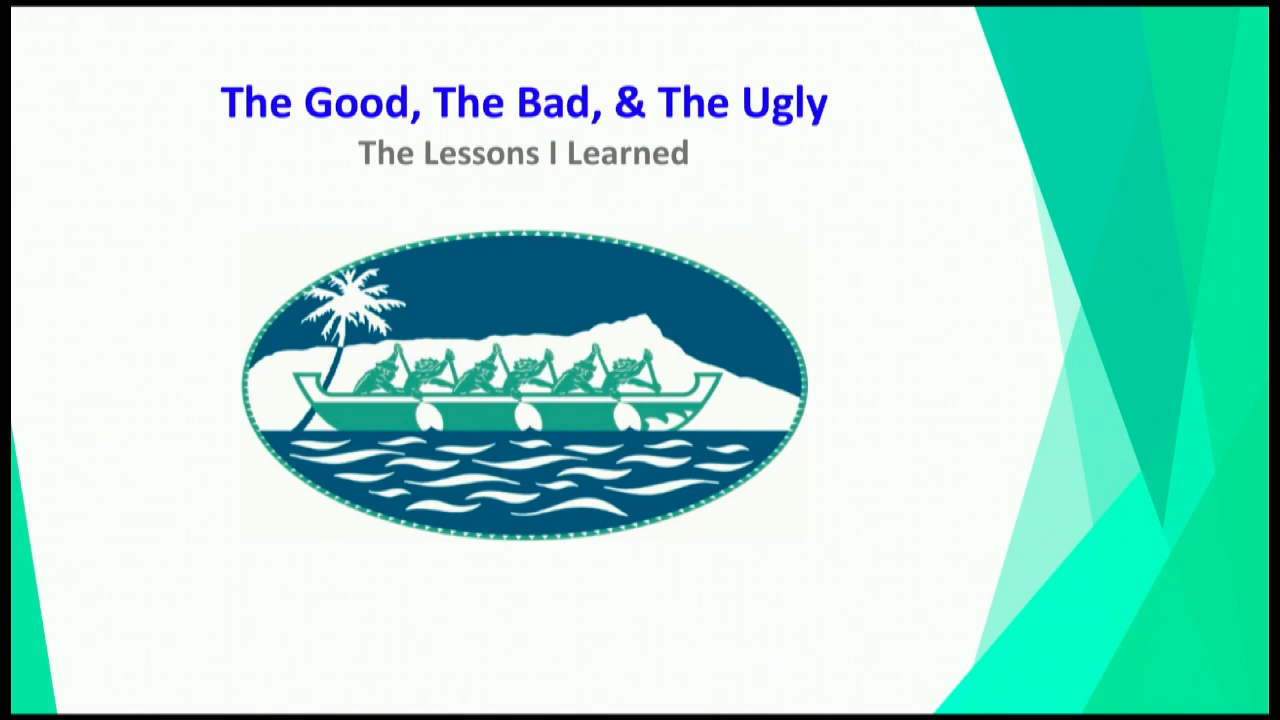 The Good, The Bad, & The Ugly
The Lessons I Learned